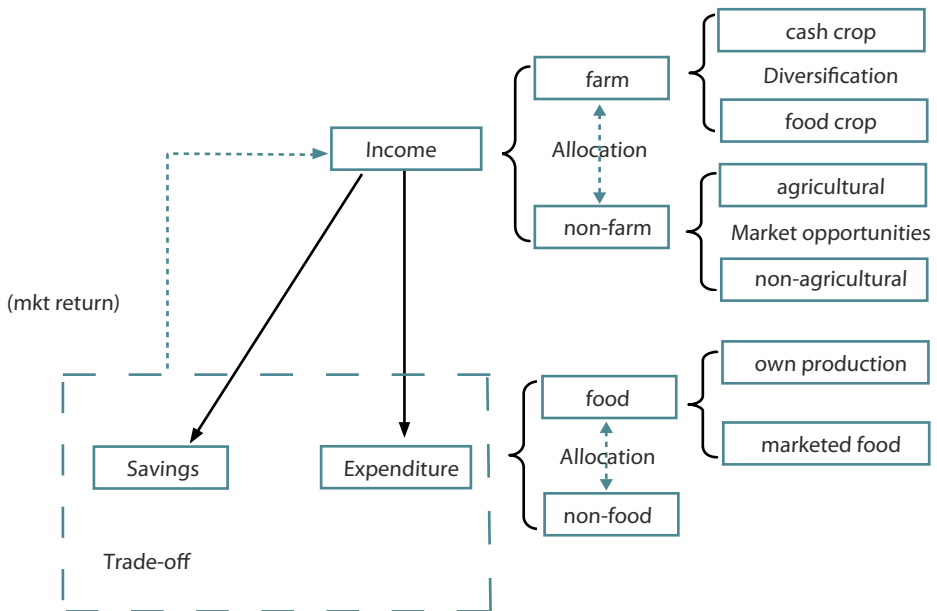 cash crop
farm
Diversification
food crop
Income
Allocation
agricultural
non-farm
Market opportunities
non-agricultural
(mkt return)
own production
food
Savings
Expenditure
Allocation
marketed food
non-food
Trade-off